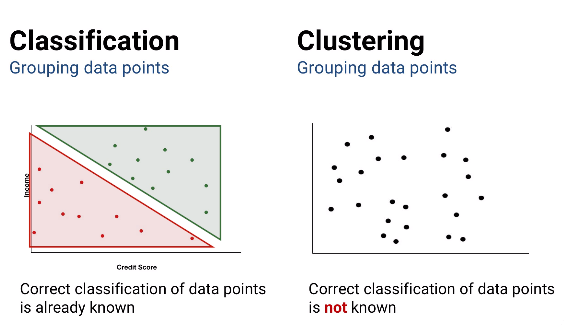 Classification
Grouping data points
Income
Credit Score
Correct classification of data points
is already known
Clustering
Grouping data points
Correct classification of data points
is not known